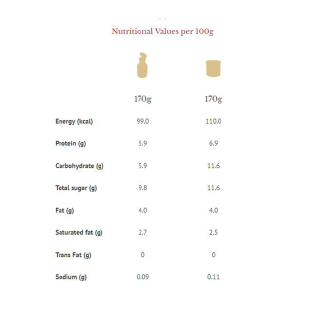 Nutritional Values per 100g
170g 170g
Energy (kcal) 99.0 110.0
Protein (g) 5.9 6.9
Carbohydrate (g) 5.9 11.6
Total sugar (g) 9.8 11.6
Fat (g) 4.0 4.0
Saturated fat (g) 2.7 2.5
Trans Fat (g) 0 0
Sodium (g) 0.09 0.11